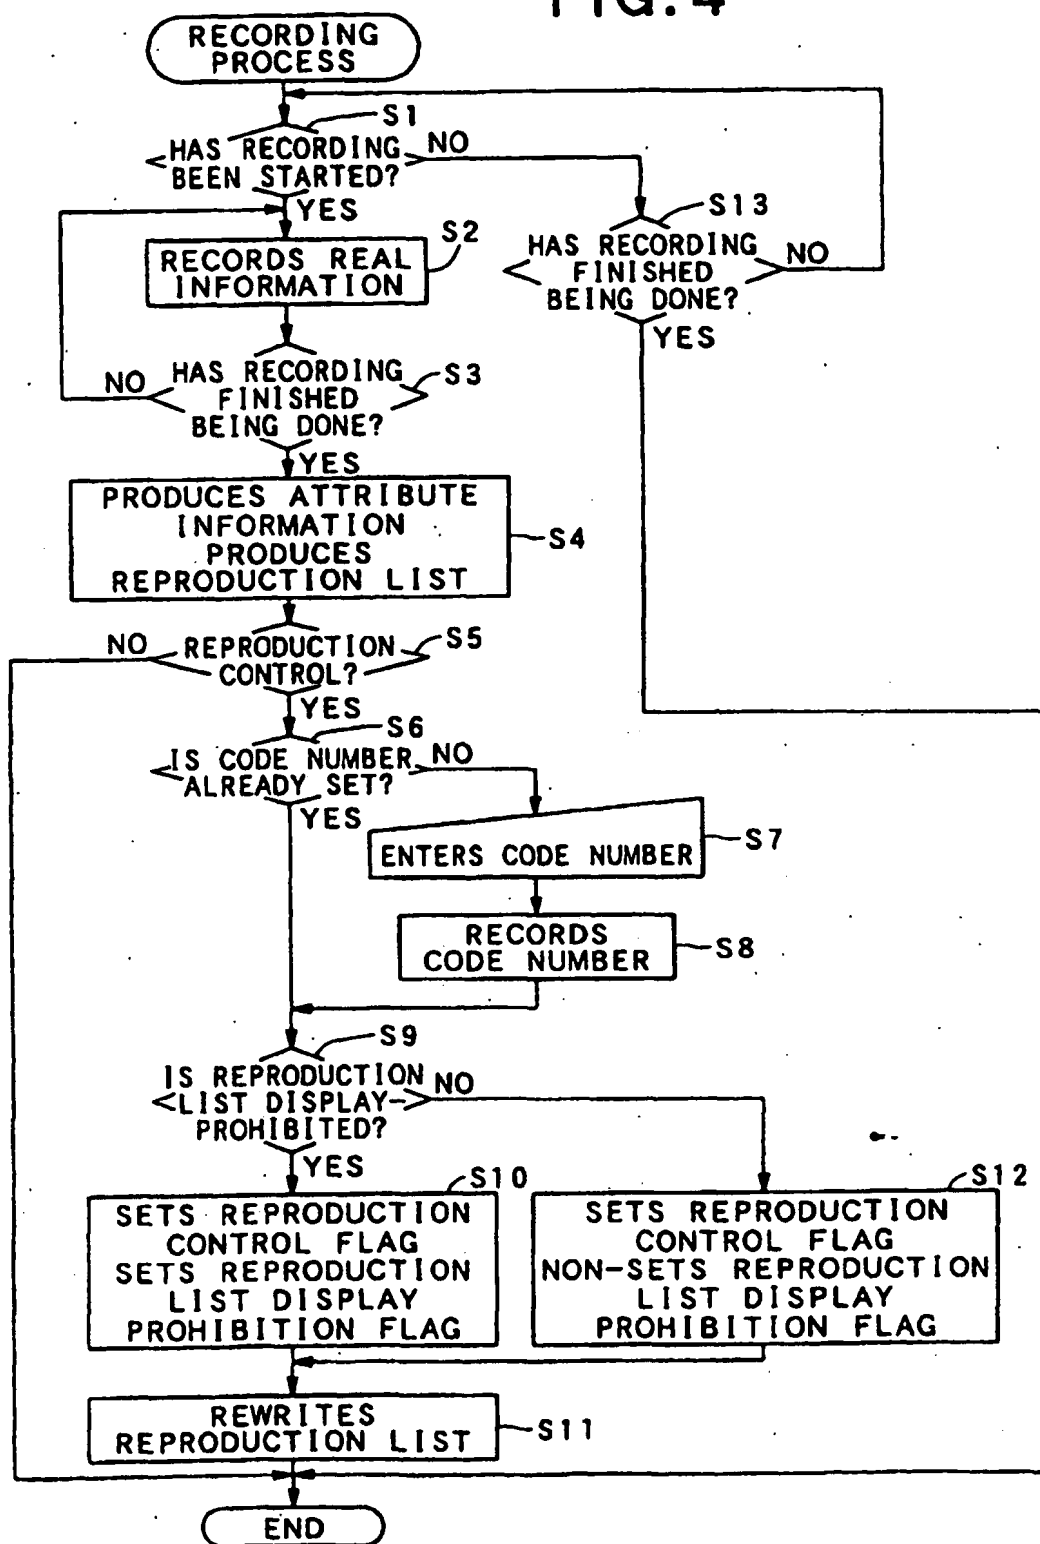 FIG. 4
RECORDING
PROCESS
S1
HAS RECORDING
BEEN STARTED?
NO
YES
S13
HAS RECORDING
FINISHED
BEING DONE?
NO
YES
S2
RECORDS REAL
INFORMATION
S3
HAS RECORDING
FINISHED
BEING DONE?
NO
YES
PRODUCES ATTRIBUTE
INFORMATION
PRODUCES
REPRODUCTION LIST
S4
NO
REPRODUCTION
CONTROL?
S5
YES
S6
IS CODE NUMBER
ALREADY SET?
NO
YES
ENTERS CODE NUMBER
S7
RECORDS
CODE NUMBER
S8
S9
IS REPRODUCTION
LIST DISPLAY-
PROHIBITED?
NO
YES
S10
SETS REPRODUCTION
CONTROL FLAG
SETS REPRODUCTION
LIST DISPLAY
PROHIBITION FLAG
S12
SETS REPRODUCTION
CONTROL FLAG
NON-SETS REPRODUCTION
LIST DISPLAY
PROHIBITION FLAG
REWRITES
REPRODUCTION LIST
S11
END